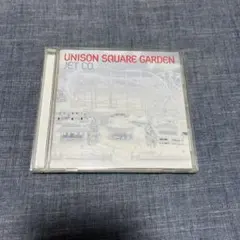 UNISON SQUARE GARDEN
JET CO.